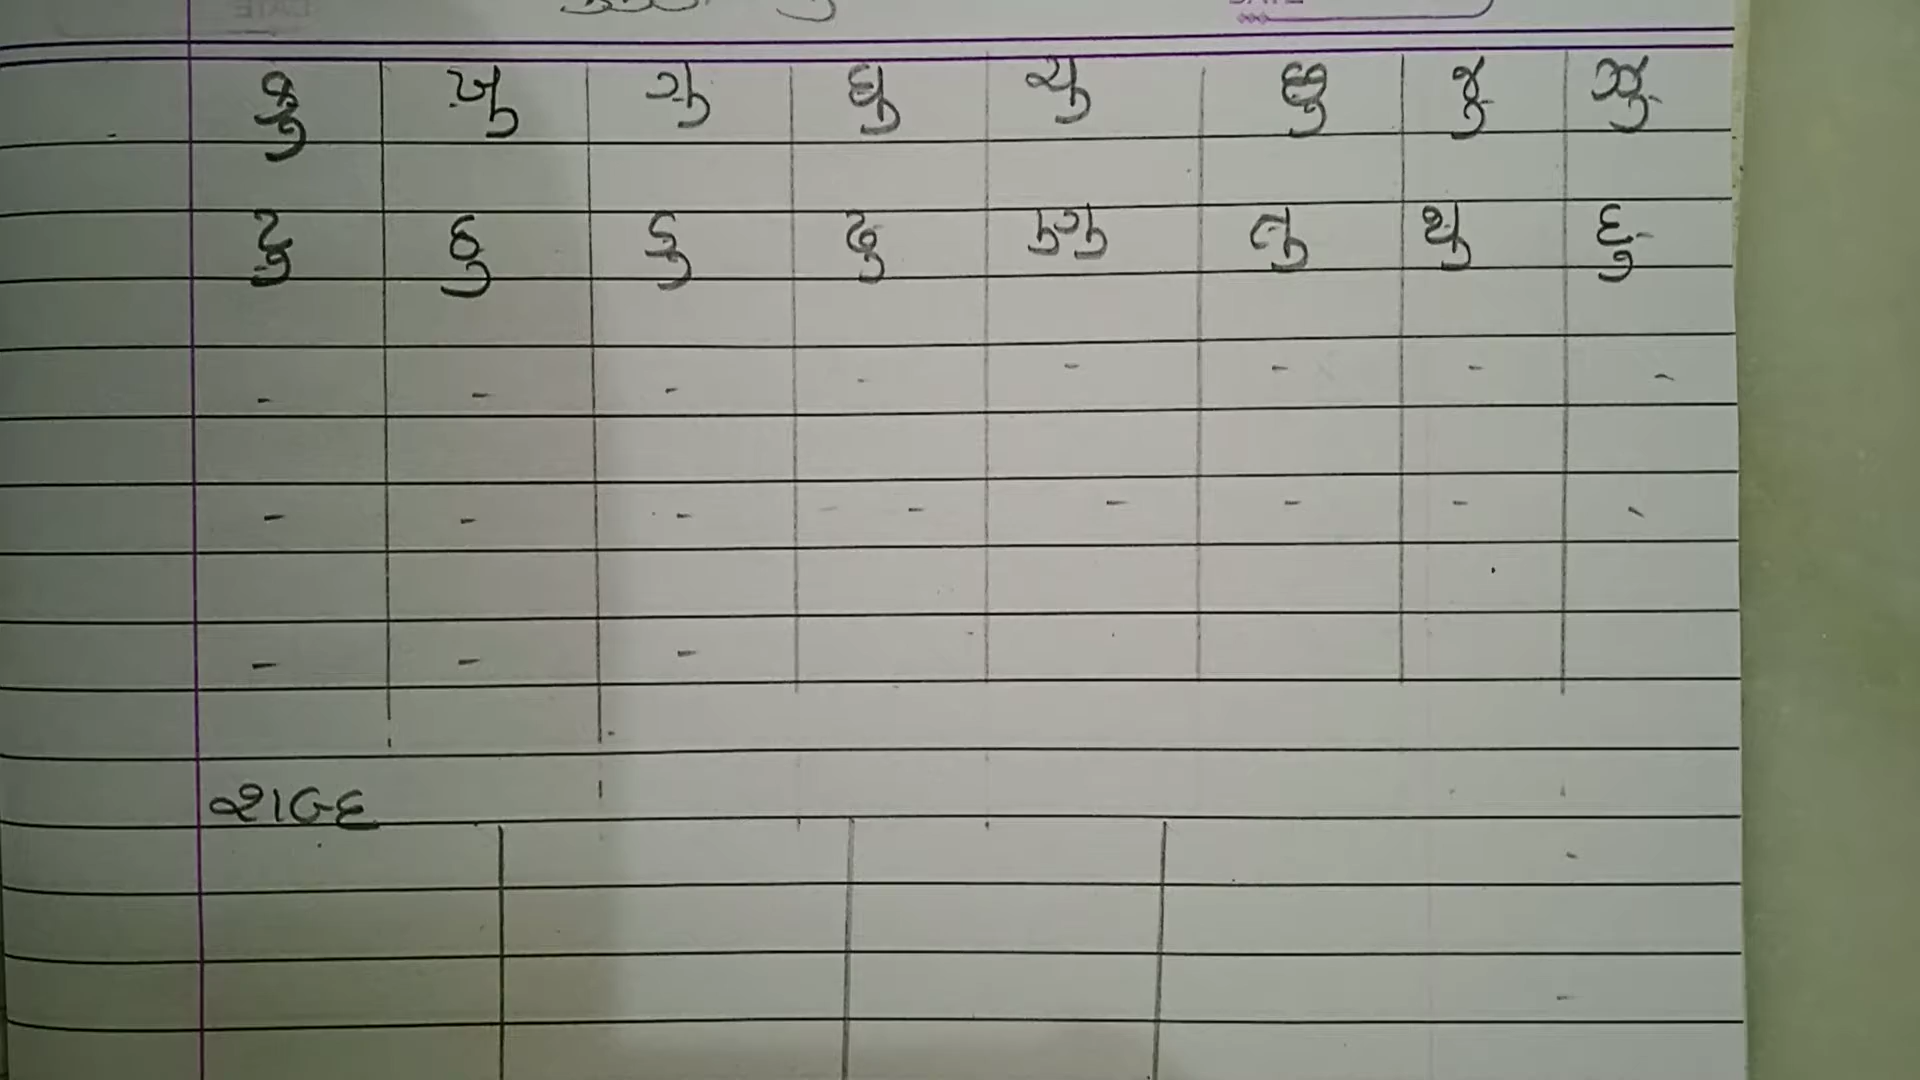 કુ ખુ ગુ ઘુ ચુ છુ જુ ઝુ
ટુ ઠુ ડુ ઢુ ણુ તુ થુ દુ
- - - - - - - -
- - - - - - - -
- - -
શબ્દ